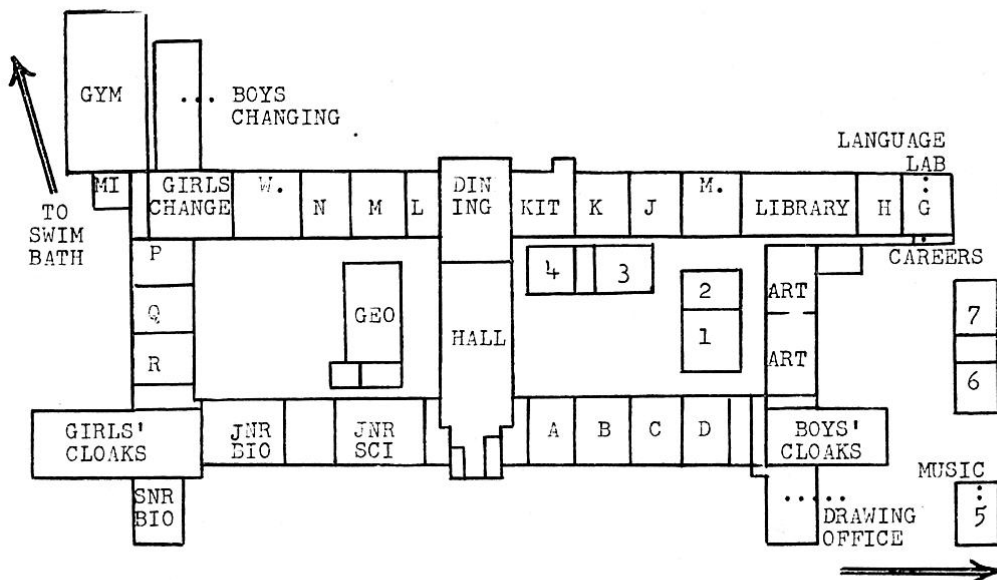 GYM
BOYS
CHANGING
LANGUAGE
LAB
MI
GIRLS
CHANGE
W.
N
M
L
DIN
ING
KIT
K
J
M.
LIBRARY
H
G
TO
SWIM
BATH
CAREERS
P
Q
R
GEO
HALL
4
3
2
1
ART
ART
7
6
GIRLS'
CLOAKS
JNR
BIO
JNR
SCI
A
B
C
D
BOYS'
CLOAKS
SNR
BIO
MUSIC
5
DRAWING
OFFICE